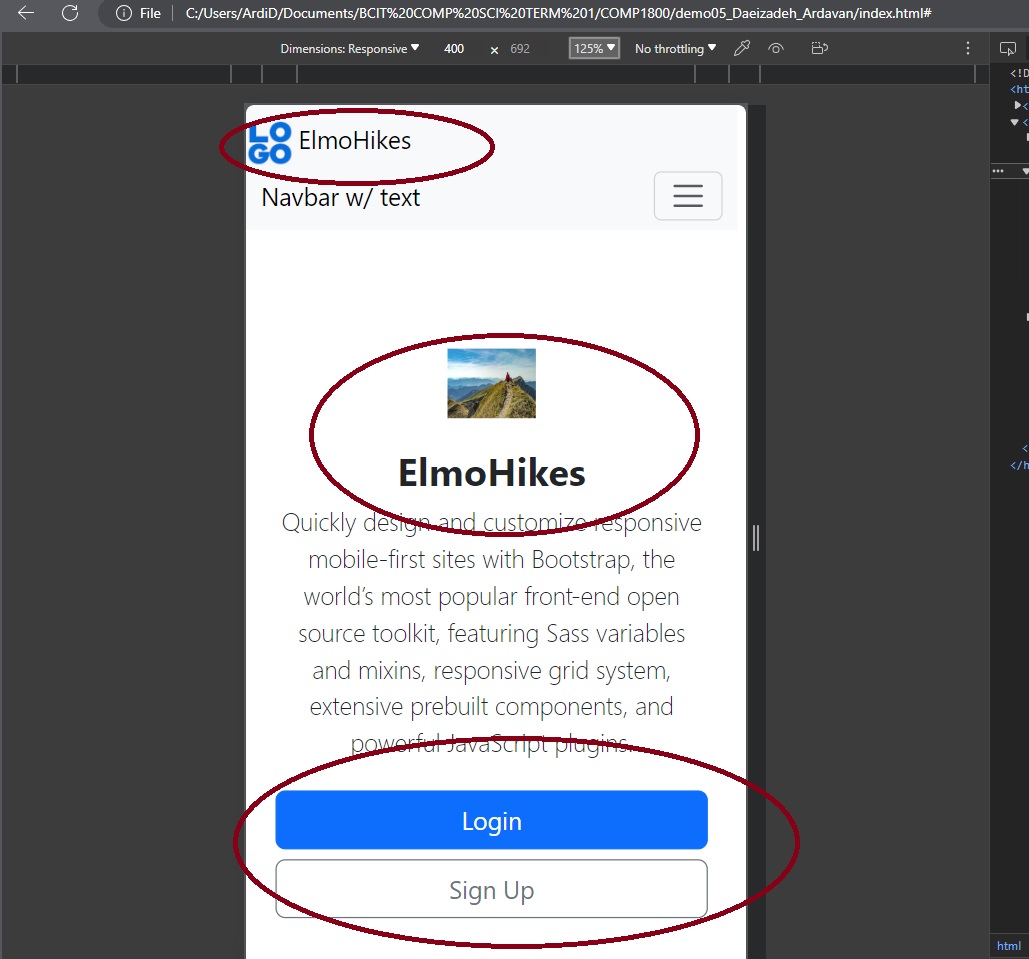 File C:/Users/ArdiD/Documents/BCIT%20COMP%20SCI%20TERM%201/COMP1800/demo05_Daeizadeh_Ardavan/index.html#
Dimensions: Responsive 400 x 692 125% No throttling
<!D
<ht
<
<
LO
GO
ElmoHikes
Navbar w/ text
ElmoHikes
Quickly design and customize responsive
mobile-first sites with Bootstrap, the
world’s most popular front-end open
source toolkit, featuring Sass variables
and mixins, responsive grid system,
extensive prebuilt components, and
powerful JavaScript plugins.
Login
Sign Up
<
</h
html